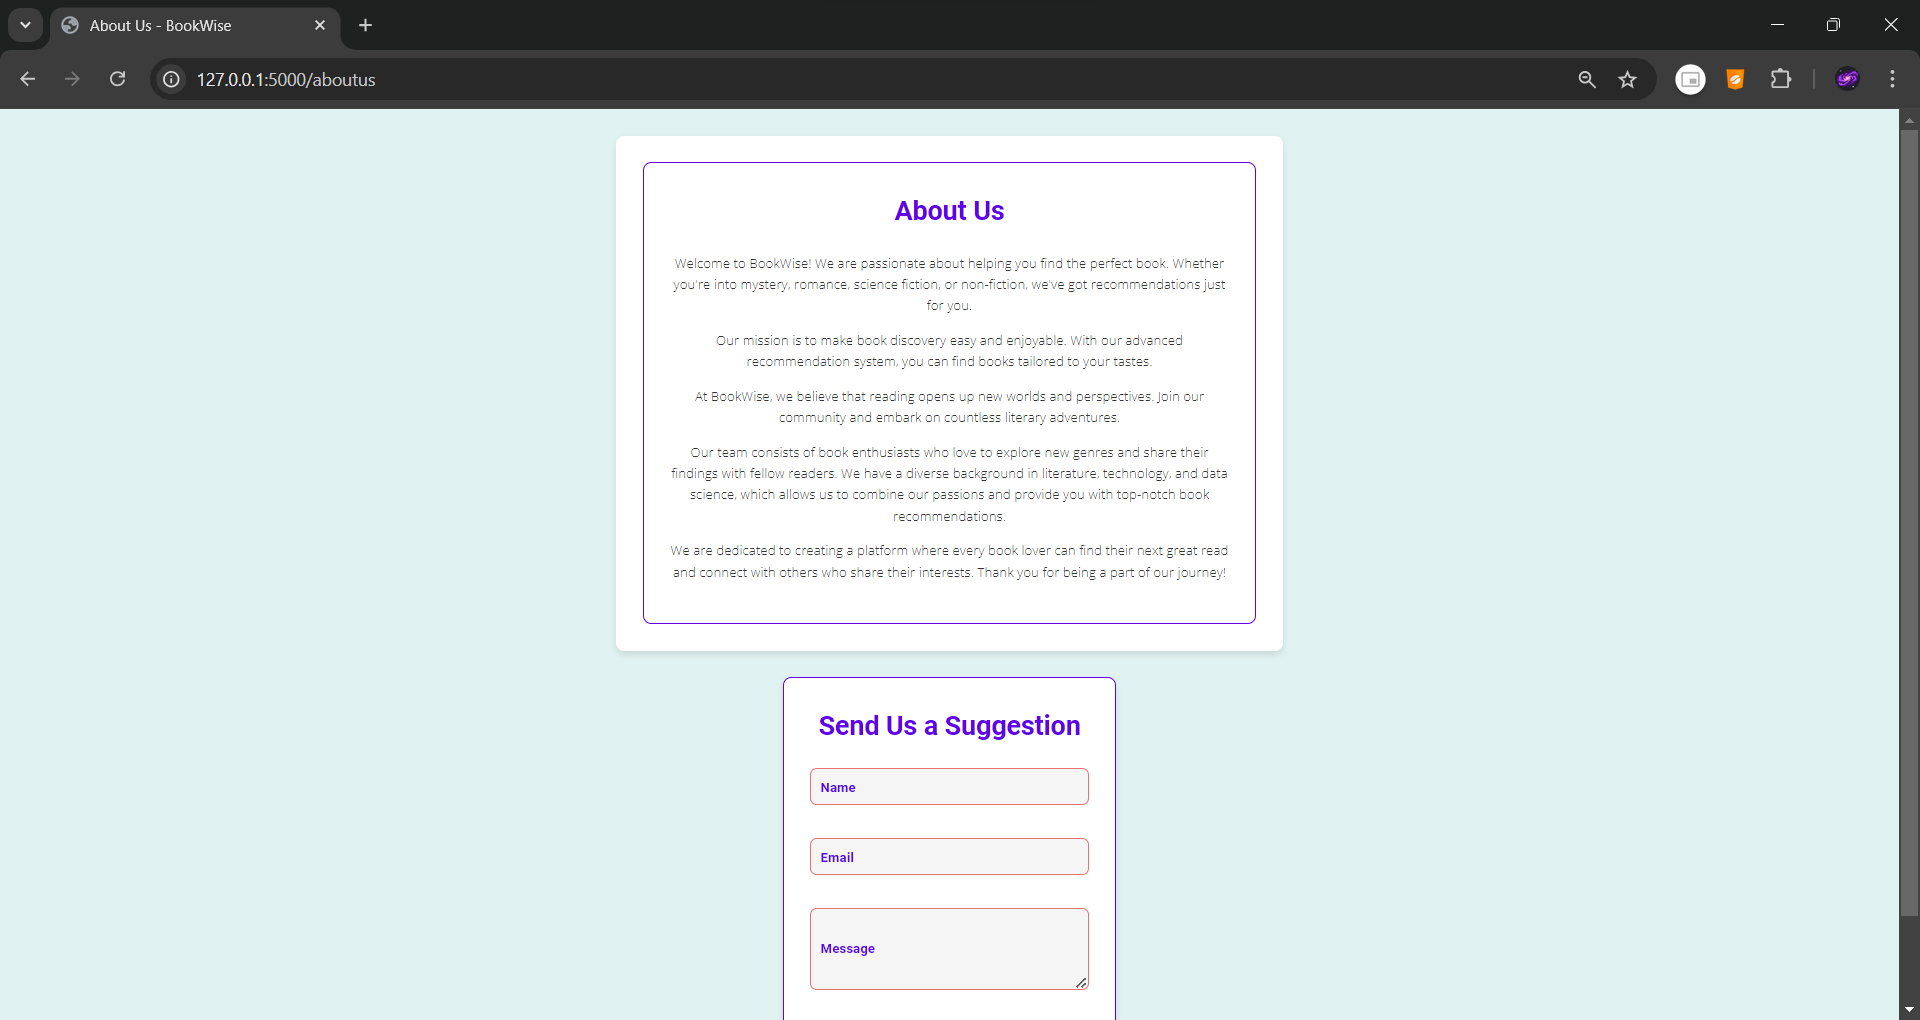 About Us - BookWise
127.0.0.1:5000/aboutus
About Us
Welcome to BookWise! We are passionate about helping you find the perfect book. Whether
you're into mystery, romance, science fiction, or non-fiction, we've got recommendations just
for you.
Our mission is to make book discovery easy and enjoyable. With our advanced
recommendation system, you can find books tailored to your tastes.
At BookWise, we believe that reading opens up new worlds and perspectives. Join our
community and embark on countless literary adventures.
Our team consists of book enthusiasts who love to explore new genres and share their
findings with fellow readers. We have a diverse background in literature, technology, and data
science, which allows us to combine our passions and provide you with top-notch book
recommendations.
We are dedicated to creating a platform where every book lover can find their next great read
and connect with others who share their interests. Thank you for being a part of our journey!
Send Us a Suggestion
Name
Email
Message